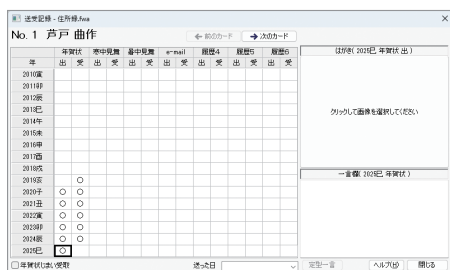 送受記録 - 住所録.fwa
No. 1 芦戸 曲作
← 前のカード
→ 次のカード
年賀状 寒中見舞 暑中見舞 e-mail 履歴4 履歴5 履歴6
年 出 受 出 受 出 受 出 受 出 受 出 受 出 受
2010寅
2011卯
2012辰
2013巳
2014午
2015未
2016申
2017酉
2018戌
2019亥 ○
2020子 ○ ○
2021丑 ○ ○
2022寅 ○ ○
2023卯 ○ ○
2024辰 ○ ○
2025巳 ○
年賀状じまい受取
送った日
はがき( 2025巳 年賀状 出 )
クリックして画像を選択してください
一言欄( 2025巳 年賀状 )
定型一言
ヘルプ(H)
閉じる